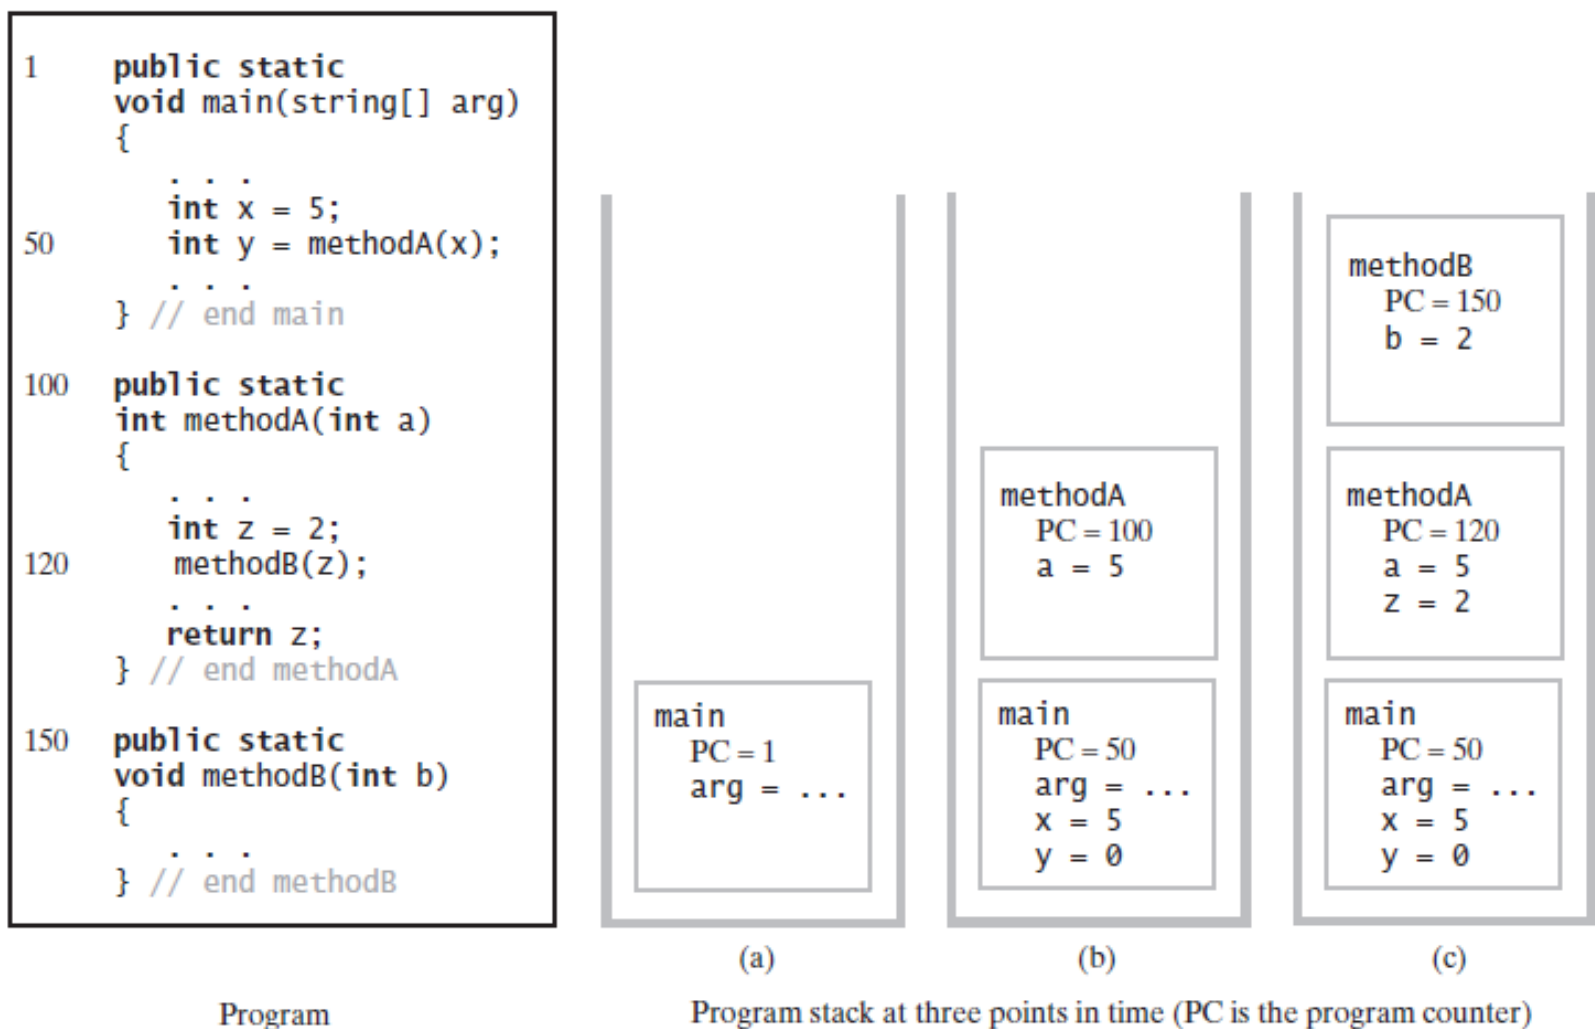 1 public static
void main(string[] arg)
{
. . .
int x = 5;
50 int y = methodA(x);
. . .
} // end main
100 public static
int methodA(int a)
{
. . .
int z = 2;
120 methodB(z);
. . .
return z;
} // end methodA
150 public static
void methodB(int b)
{
. . .
} // end methodB
Program
main
PC = 1
arg = ...
(a)
methodA
PC = 100
a = 5
main
PC = 50
arg = ...
x = 5
y = 0
(b)
methodB
PC = 150
b = 2
methodA
PC = 120
a = 5
z = 2
main
PC = 50
arg = ...
x = 5
y = 0
(c)
Program stack at three points in time (PC is the program counter)